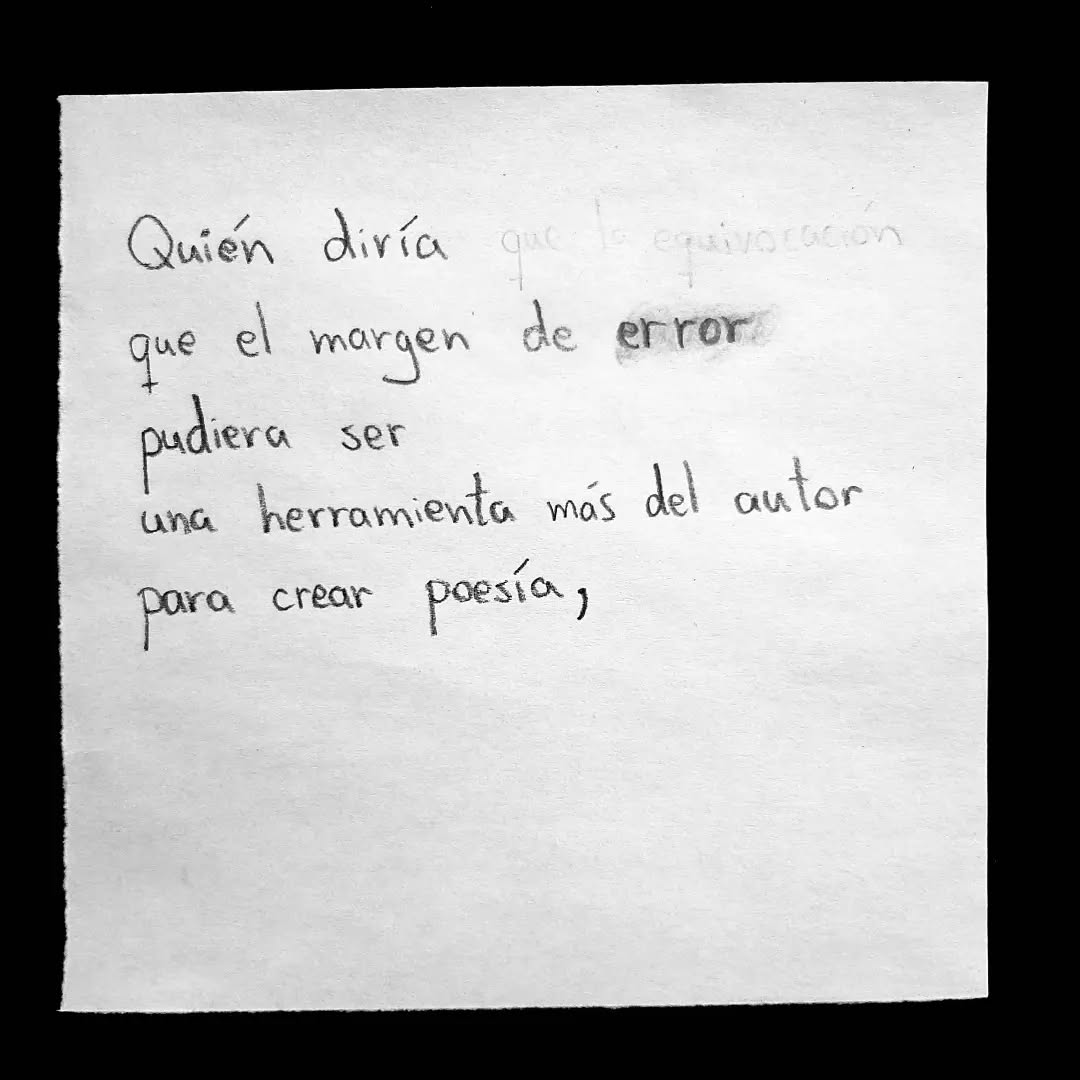 Quién diría que la equivocación
que el margen de error
pudiera ser
una herramienta más del autor
para crear poesía,